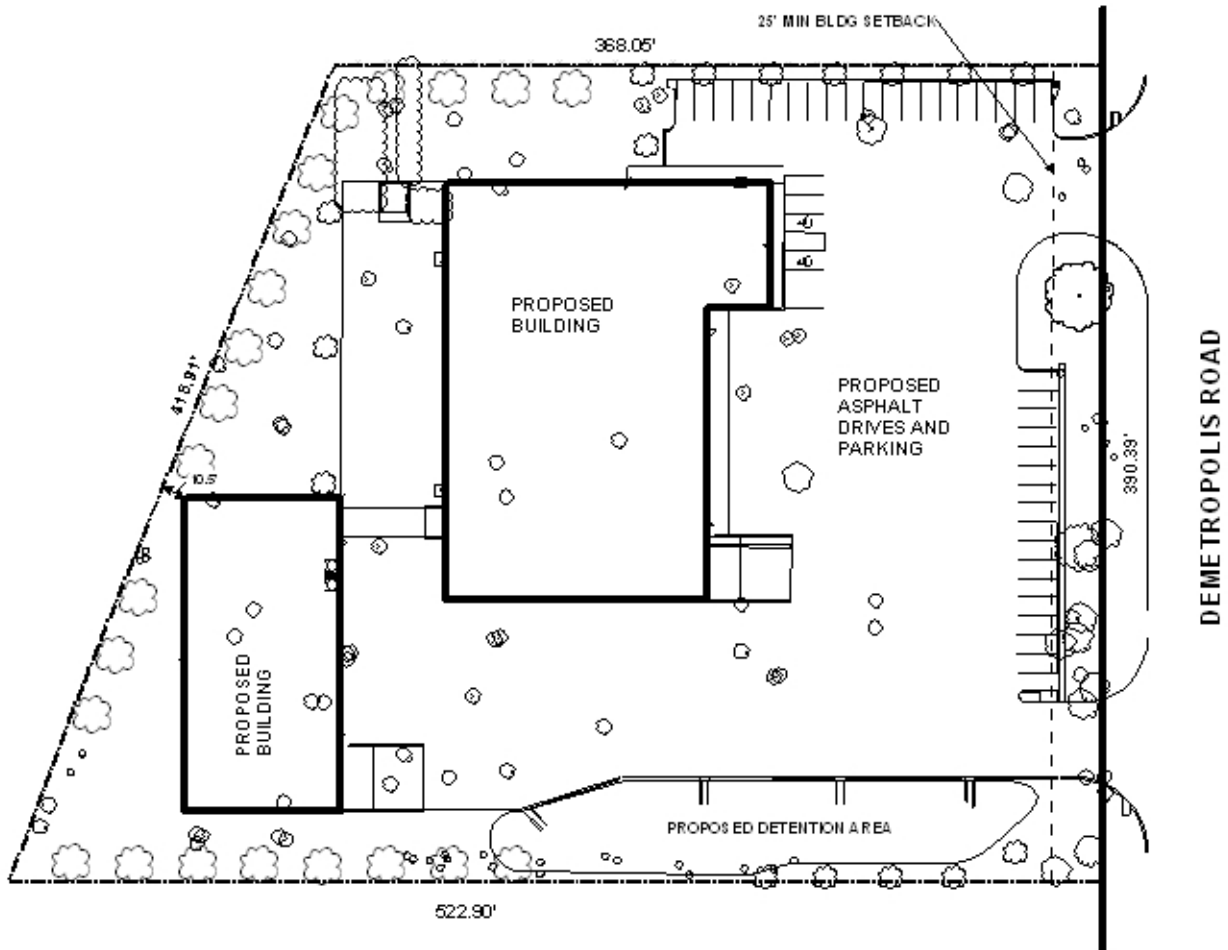 25' MIN BLDG SETBACK
368.05'
PROPOSED
BUILDING
PROPOSED
ASPHALT
DRIVES AND
PARKING
418.91'
10.5'
390.39'
DEMETROPOLIS ROAD
PROPOSED
BUILDING
PROPOSED DETENTION AREA
522.90'